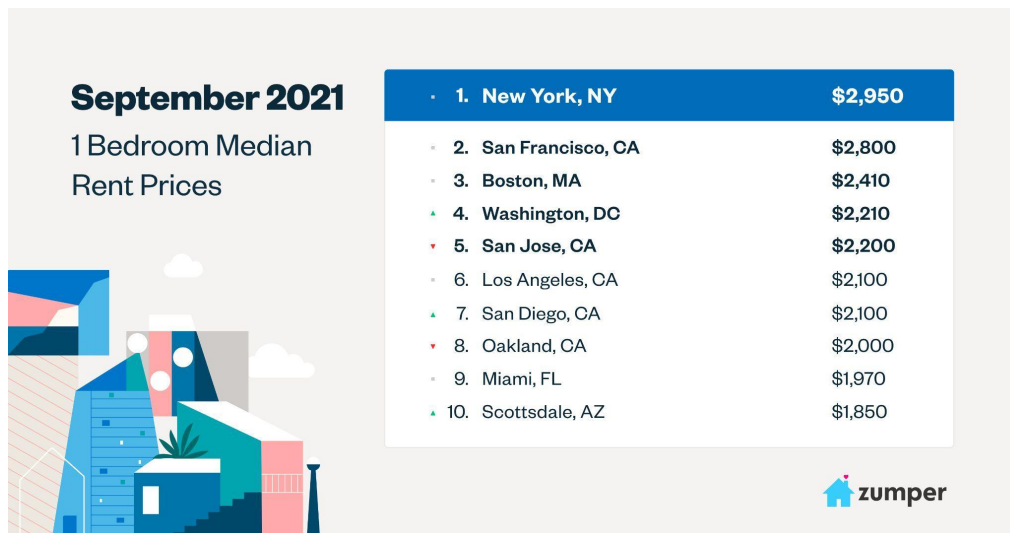 September 2021
1 Bedroom Median
Rent Prices
1. New York, NY $2,950
2. San Francisco, CA $2,800
3. Boston, MA $2,410
4. Washington, DC $2,210
5. San Jose, CA $2,200
6. Los Angeles, CA $2,100
7. San Diego, CA $2,100
8. Oakland, CA $2,000
9. Miami, FL $1,970
10. Scottsdale, AZ $1,850
zumper